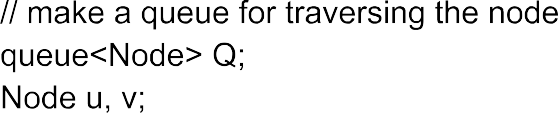 // make a queue for traversing the node
queue<Node> Q;
Node u, v;